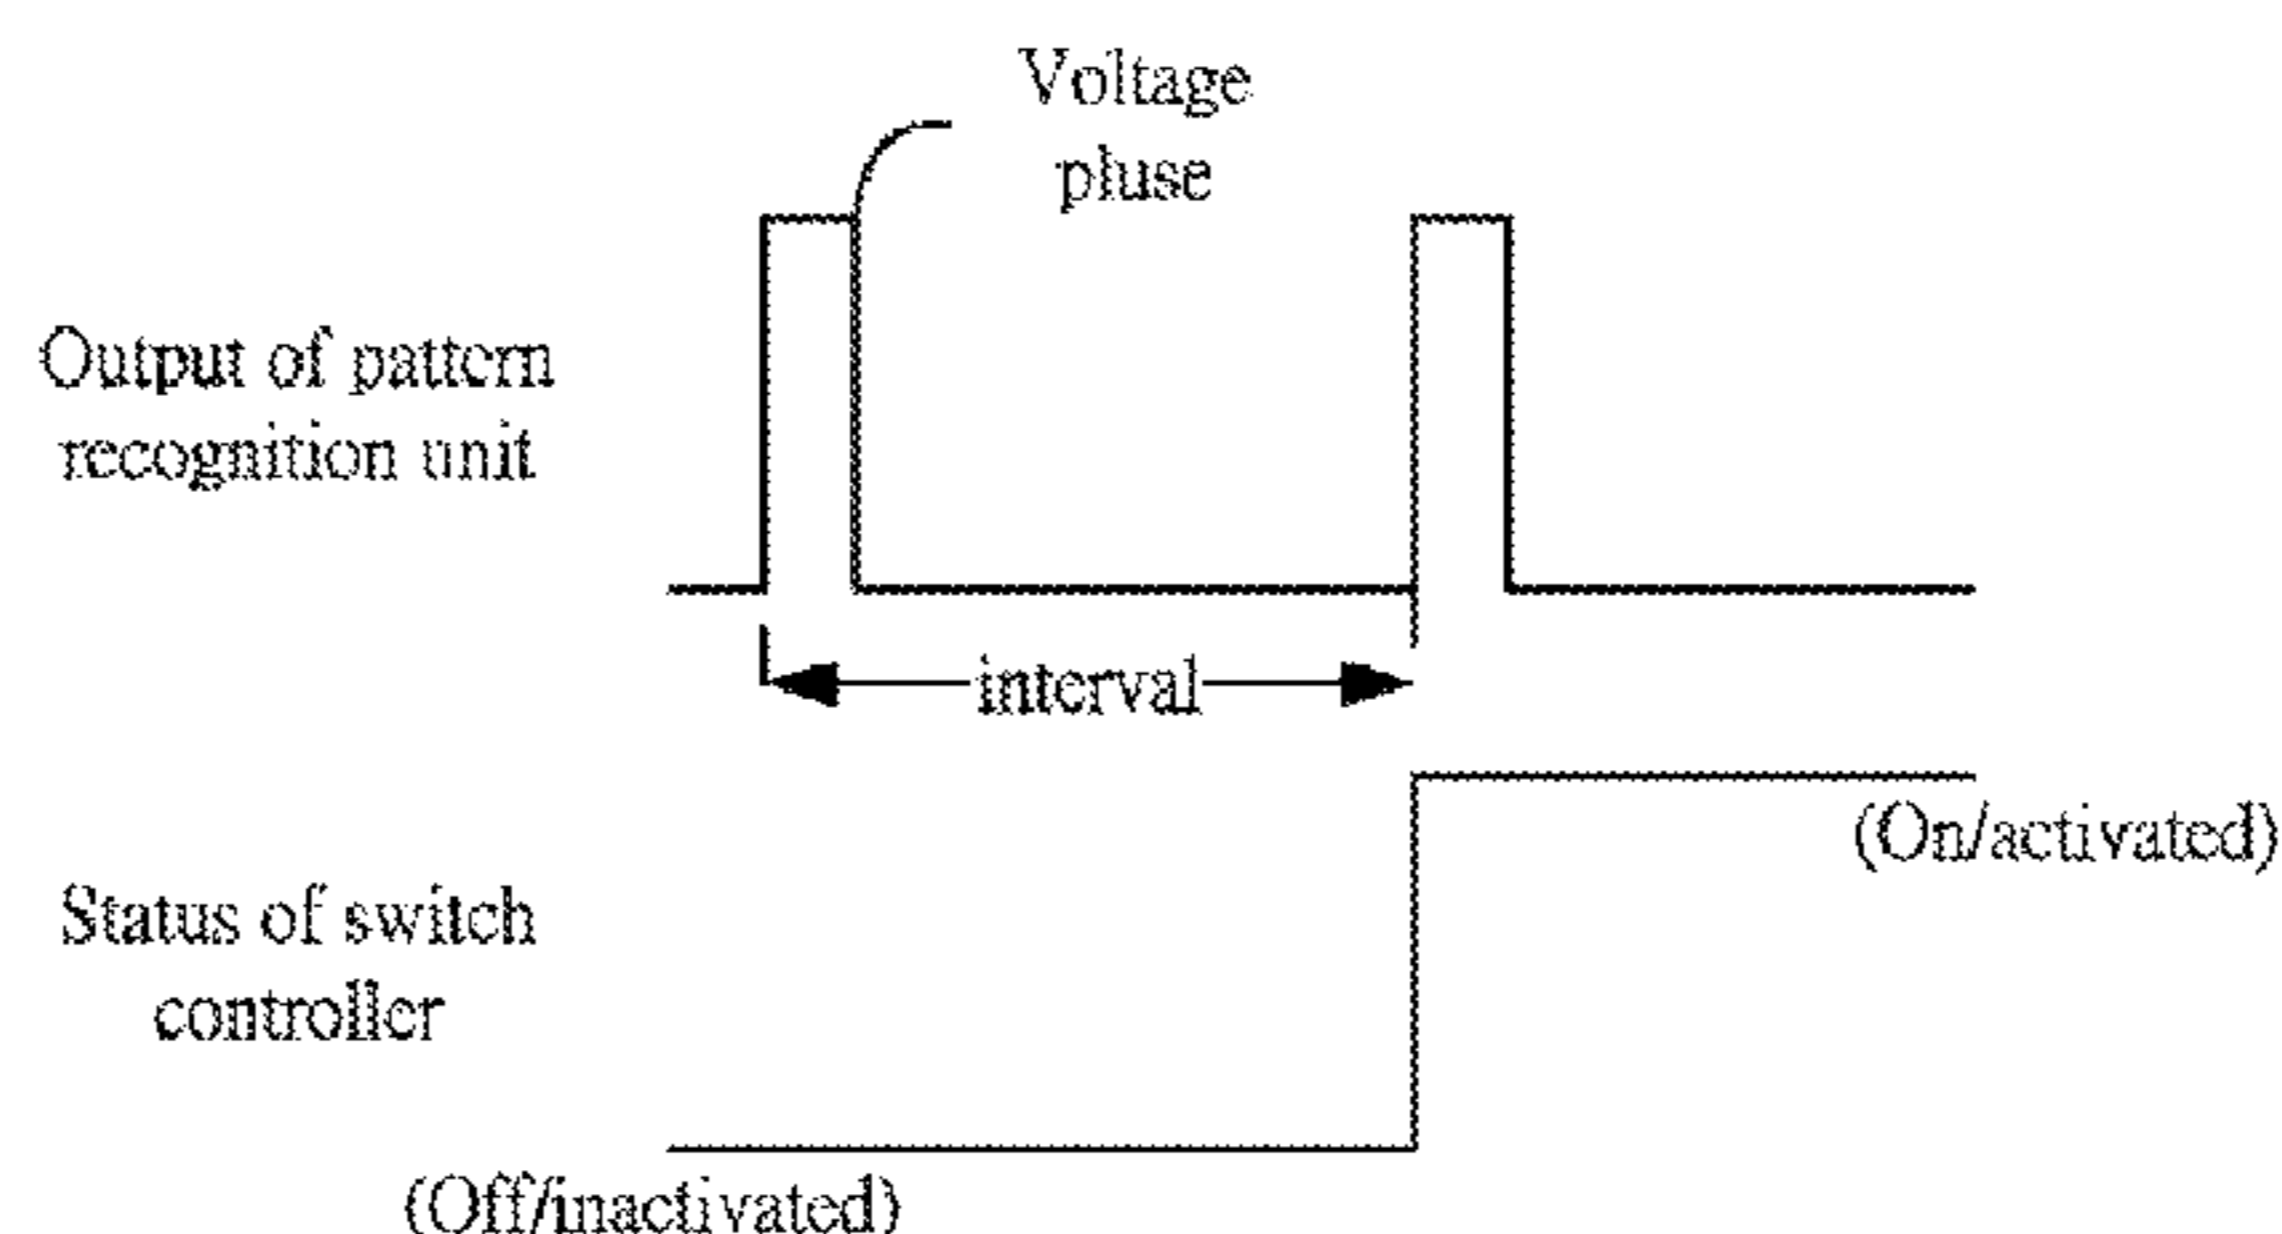 Voltage
pluse
Output of pattern
recognition unit
interval
(On/activated)
Status of switch
controller
(Off/inactivated)